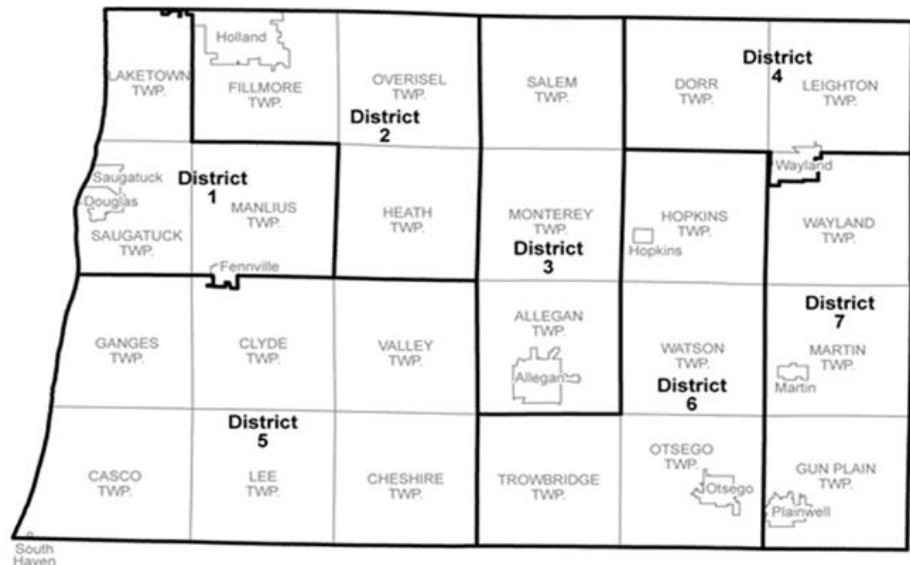 Holland
LAKETOWN
TWP.
FILLMORE
TWP.
OVERISEL
TWP.
District
2
SALEM
TWP.
DORR
TWP.
District
4
LEIGHTON
TWP.
Saugatuck
Douglas
SAUGATUCK
TWP.
District
1
MANLIUS
TWP.
Fennville
HEATH
TWP.
MONTEREY
TWP.
District
3
HOPKINS
TWP.
Hopkins
Wayland
WAYLAND
TWP.
GANGES
TWP.
CLYDE
TWP.
VALLEY
TWP.
ALLEGAN
TWP.
Allegan
WATSON
TWP.
District
6
District
7
MARTIN
TWP.
Martin
CASCO
TWP.
District
5
LEE
TWP.
CHESHIRE
TWP.
TROWBRIDGE
TWP.
OTSEGO
TWP.
Otsego
GUN PLAIN
TWP.
Plainwell
South
Haven